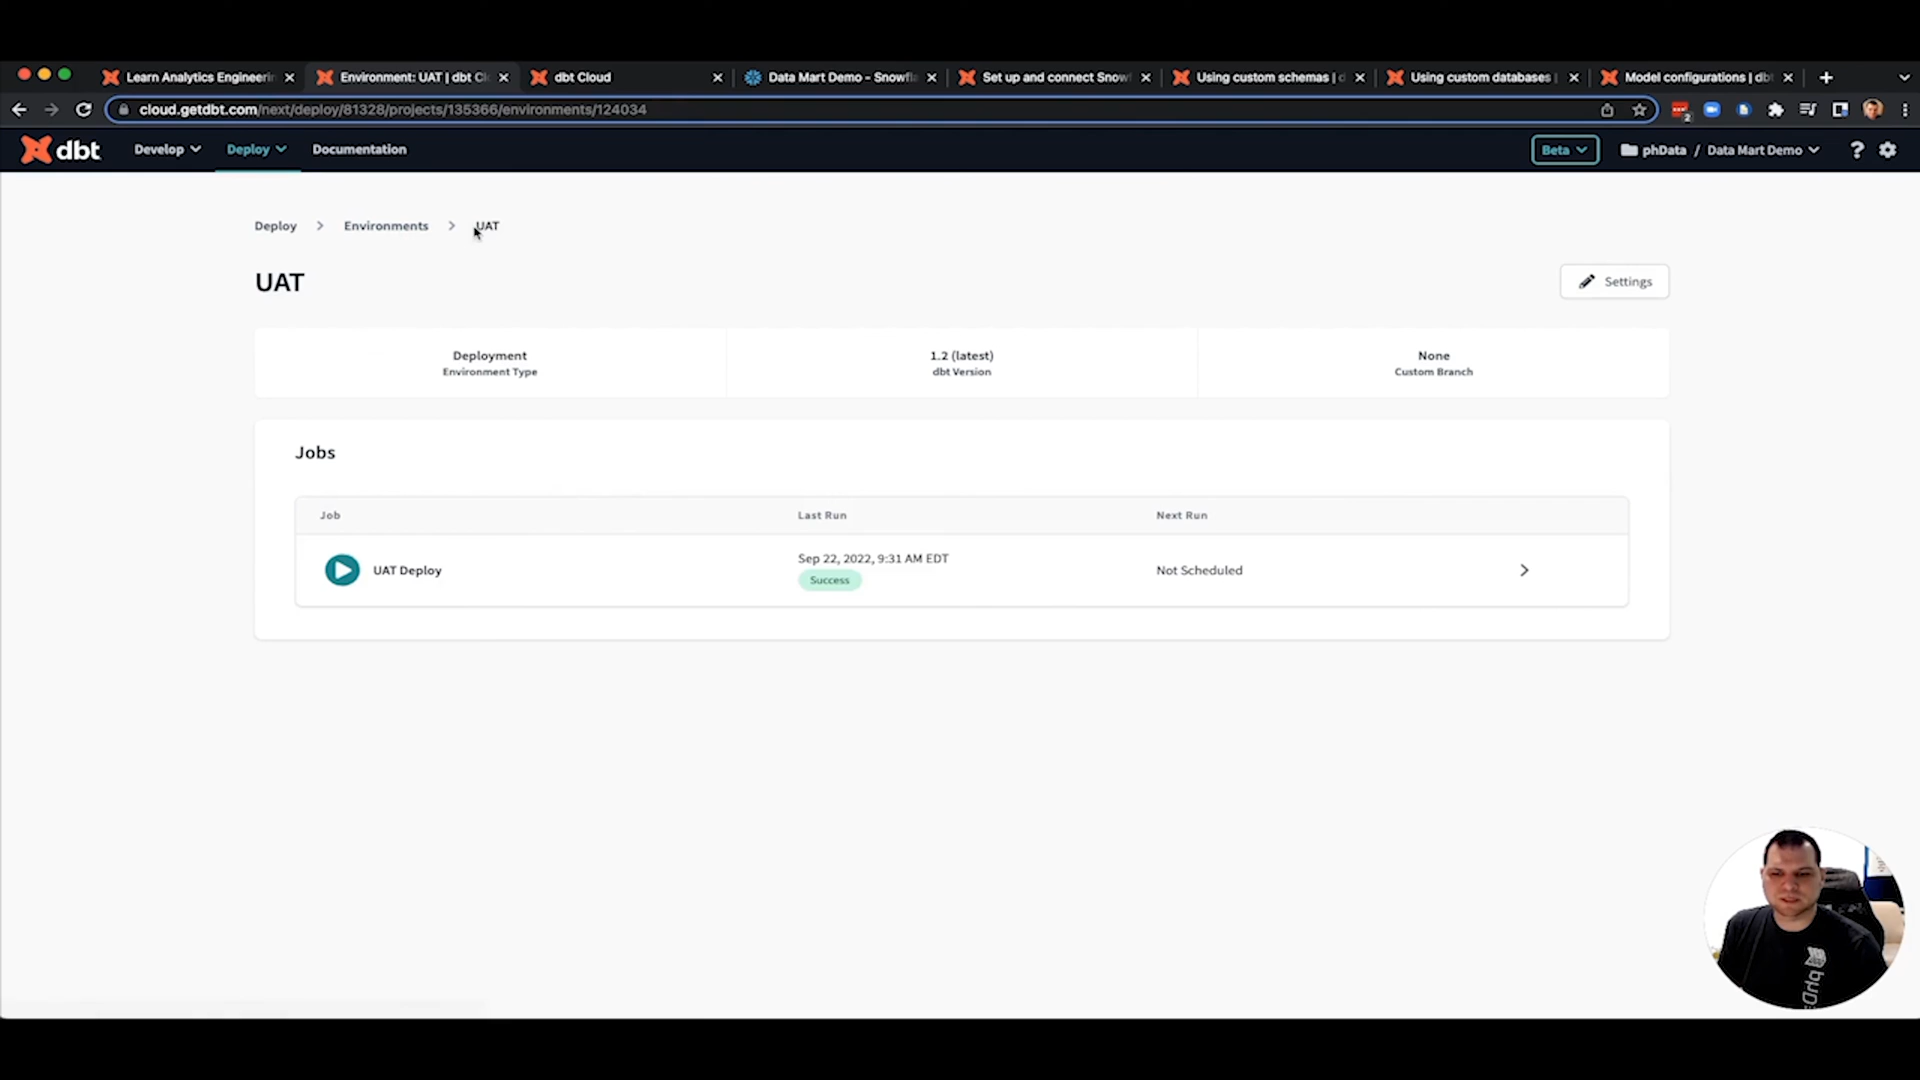 Learn Analytics Engineerin
Environment: UAT | dbt Cl
dbt Cloud
Data Mart Demo - Snowfl
Set up and connect Snowf
Using custom schemas | d
Using custom databases |
Model configurations | dbt
cloud.getdbt.com/next/deploy/81328/projects/135366/environments/124034
2
dbt
Develop
Deploy
Documentation
Beta
phData / Data Mart Demo
Deploy > Environments > UAT
UAT
Settings
Deployment
Environment Type
1.2 (latest)
dbt Version
None
Custom Branch
Jobs
Job
Last Run
Next Run
UAT Deploy
Sep 22, 2022, 9:31 AM EDT
Success
Not Scheduled